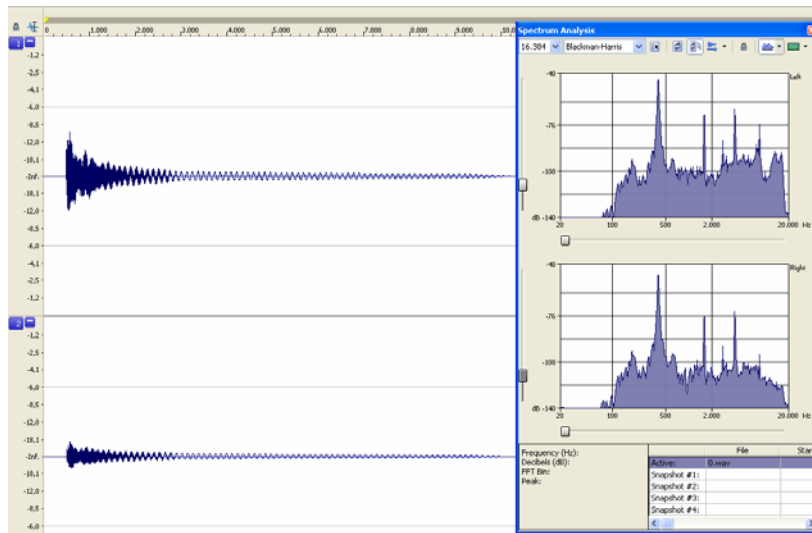 Spectrum Analysis
0 1.000 2.000 3.000 4.000 5.000 6.000 7.000 8.000 9.000 10.0
16.384 Blackman-Harris
1
-1,2
-2,5
-4,1
-6,0
-8,5
-12,0
-18,1
-Inf.
-18,1
-12,0
-8,5
-6,0
-4,1
-2,5
-1,2
2
-1,2
-2,5
-4,1
-6,0
-8,5
-12,0
-18,1
-Inf.
-18,1
-12,0
-8,5
-6,0
Left
-40
-76
-108
dB -140
20 100 500 2.000 20.000 Hz
Right
-40
-76
-108
dB -140
20 100 500 2.000 20.000 Hz
Frequency (Hz):
Decibels (dB):
FFT Bin:
Peak:
File Star
Active: 0.wav
Snapshot #1:
Snapshot #2:
Snapshot #3:
Snapshot #4: